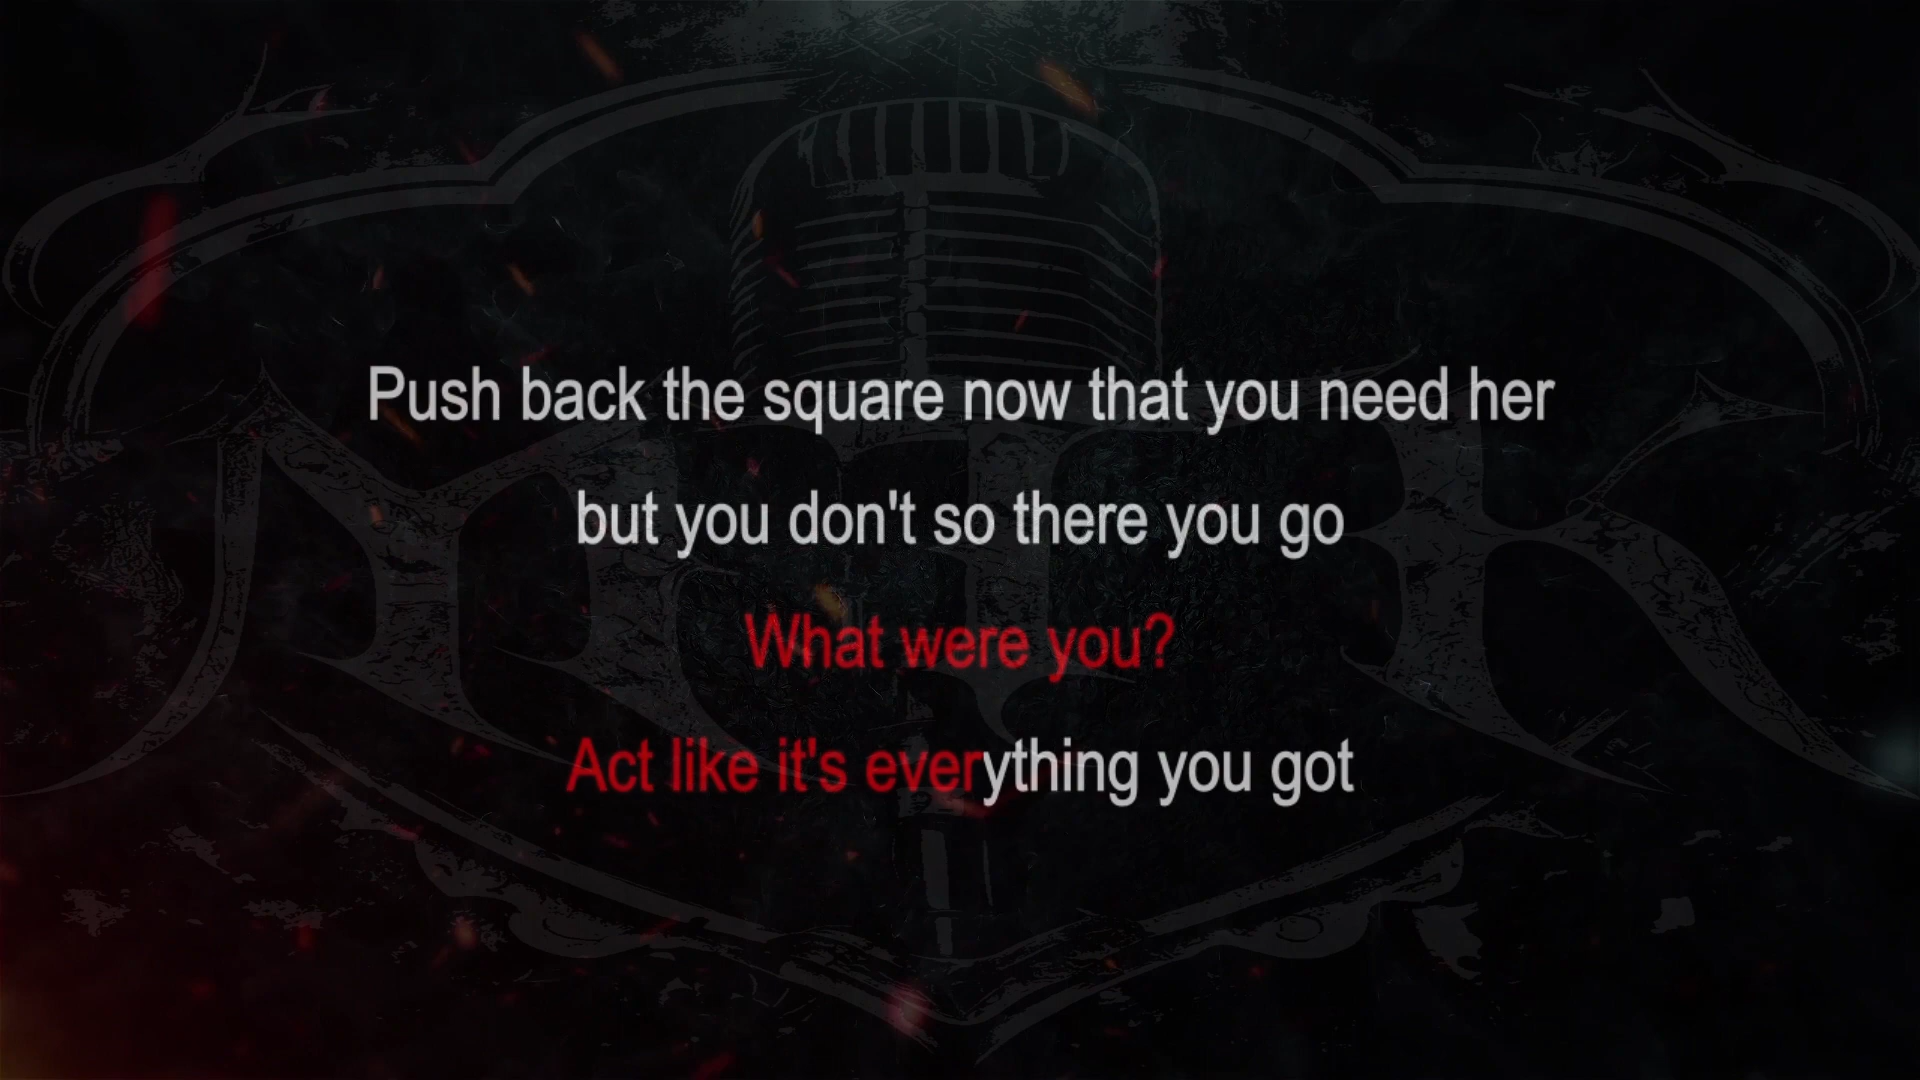 Push back the square now that you need her
but you don't so there you go
What were you?
Act like it's everything you got
MTK